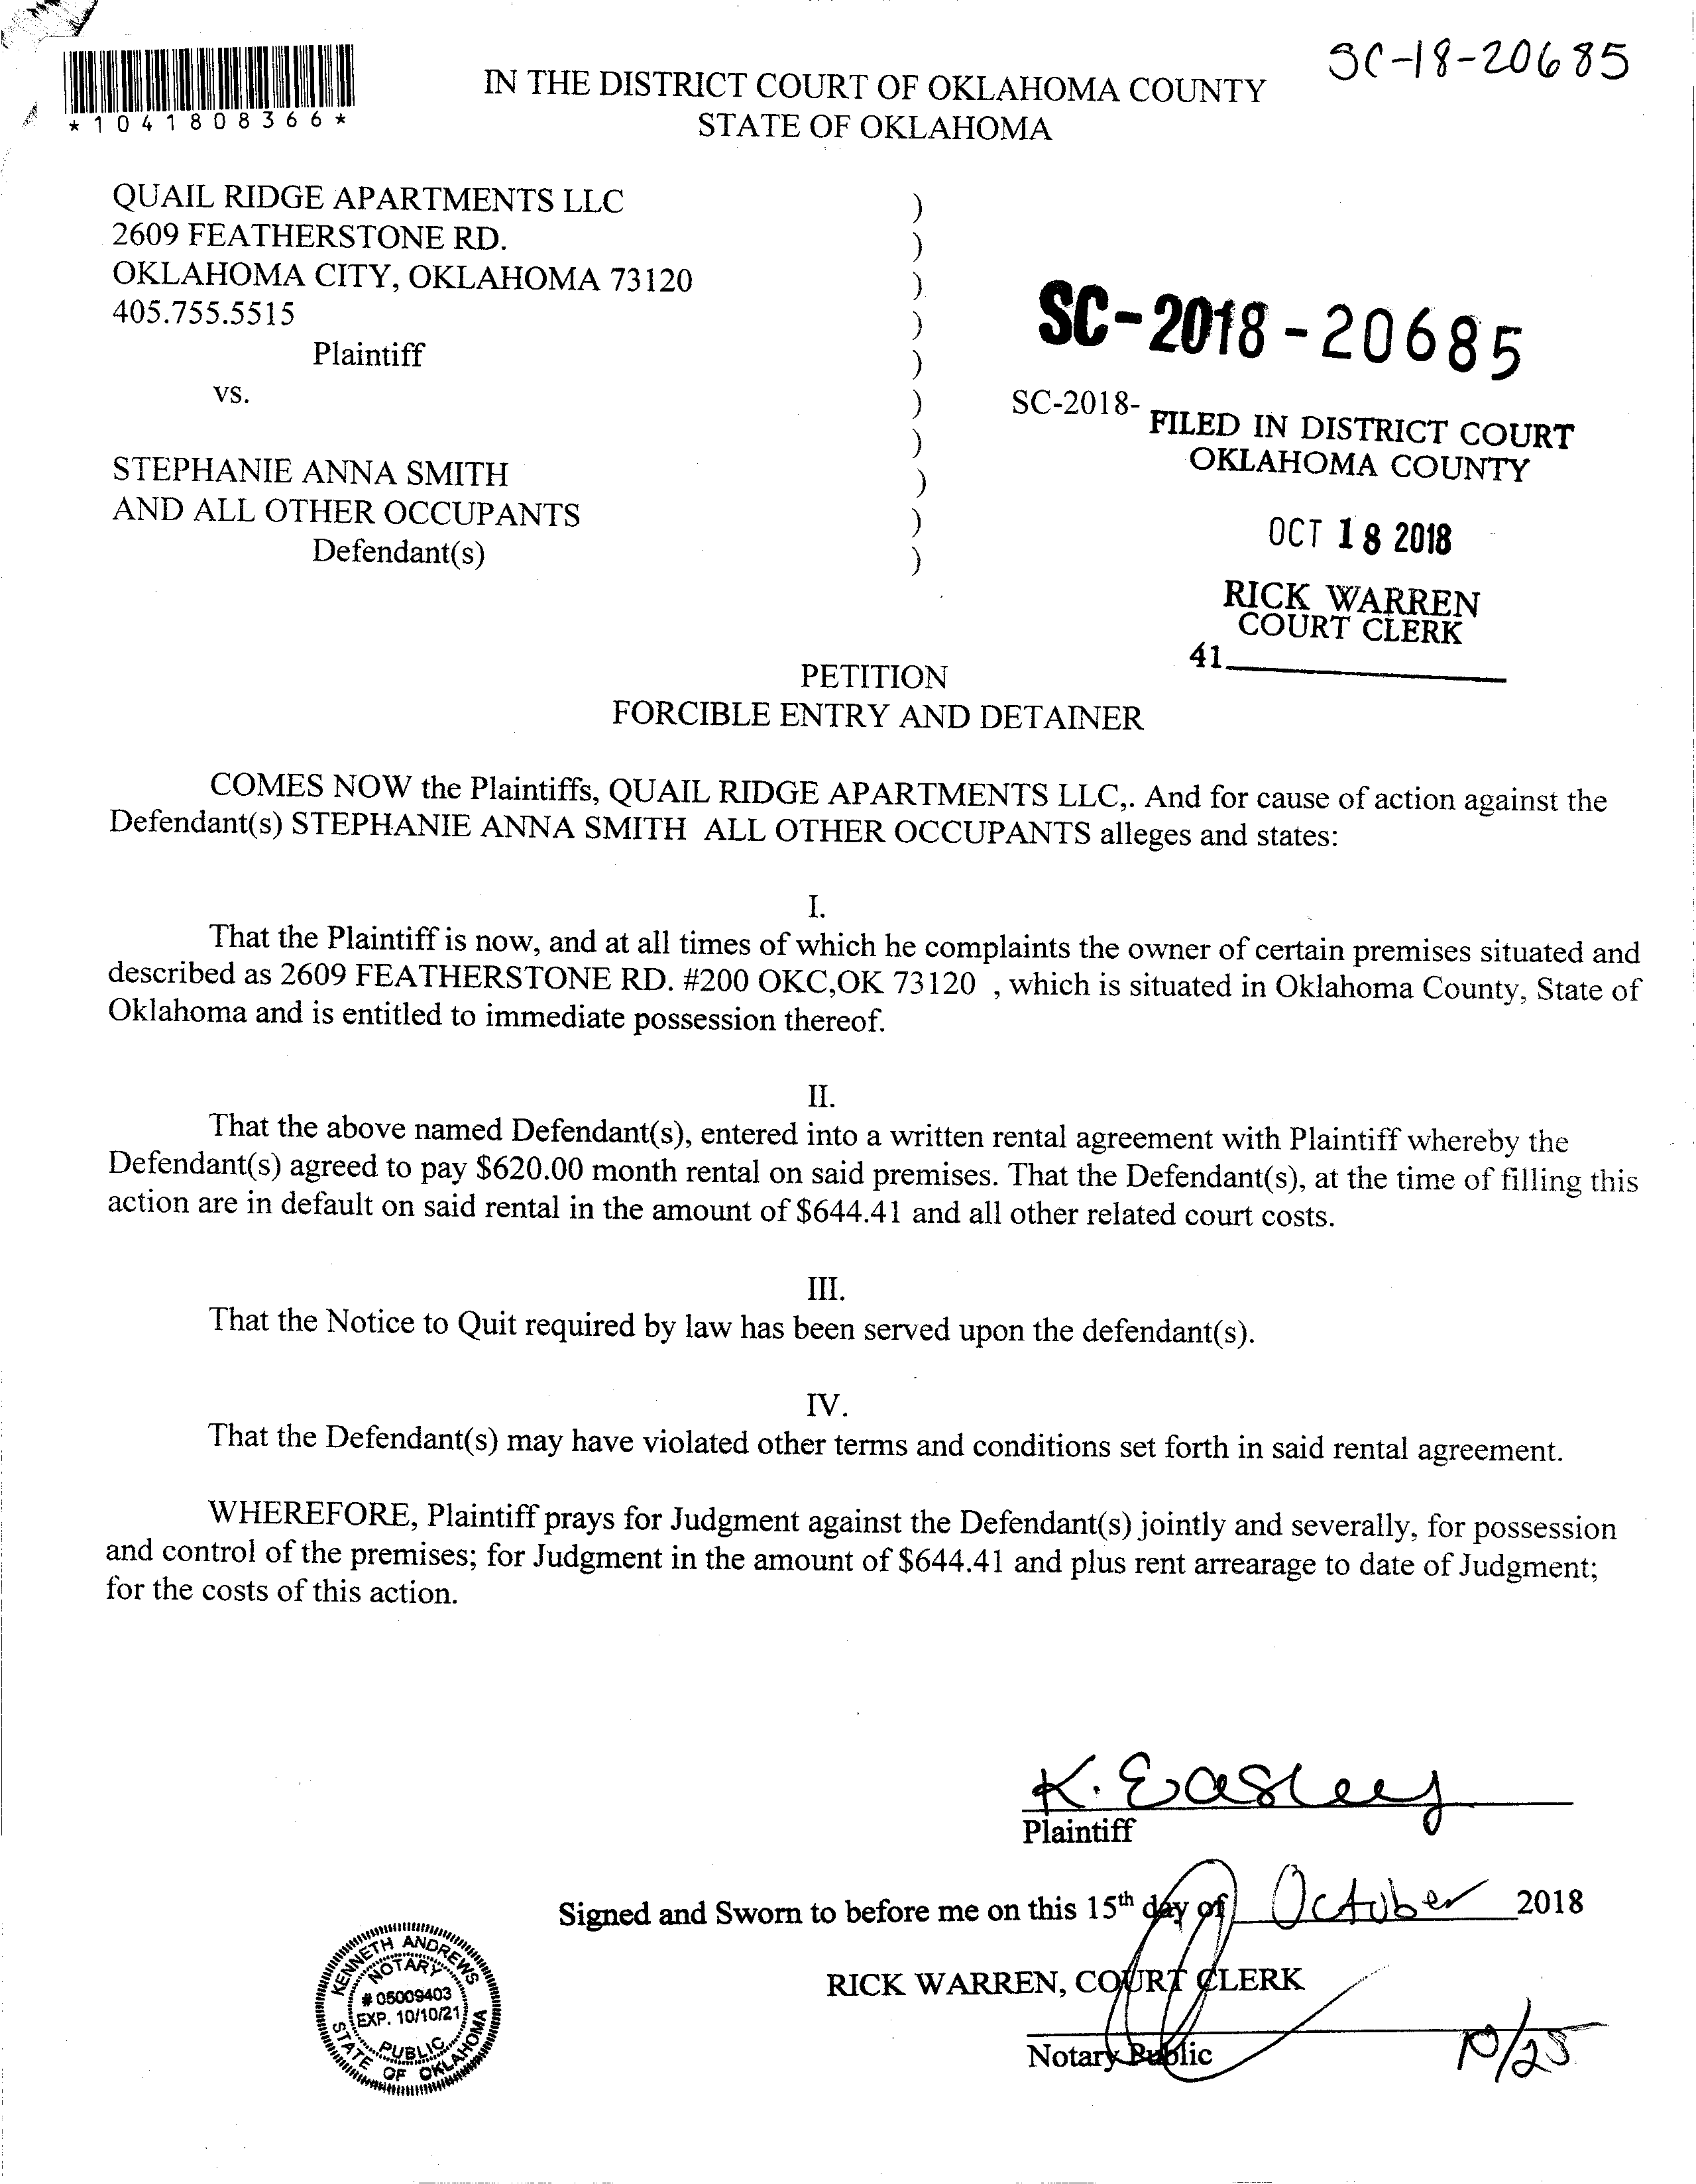 SC-18-20685
*1041808366*
IN THE DISTRICT COURT OF OKLAHOMA COUNTY
STATE OF OKLAHOMA
QUAIL RIDGE APARTMENTS LLC )
2609 FEATHERSTONE RD. )
OKLAHOMA CITY, OKLAHOMA 73120 )
405.755.5515 )
Plaintiff )
vs. )
)
STEPHANIE ANNA SMITH )
AND ALL OTHER OCCUPANTS )
Defendant(s) )
SC-2018-20685
SC-2018-
FILED IN DISTRICT COURT
OKLAHOMA COUNTY
OCT 18 2018
RICK WARREN
COURT CLERK
41
PETITION
FORCIBLE ENTRY AND DETAINER
COMES NOW the Plaintiffs, QUAIL RIDGE APARTMENTS LLC,. And for cause of action against the
Defendant(s) STEPHANIE ANNA SMITH ALL OTHER OCCUPANTS alleges and states:
I.
That the Plaintiff is now, and at all times of which he complaints the owner of certain premises situated and
described as 2609 FEATHERSTONE RD. #200 OKC,OK 73120 , which is situated in Oklahoma County, State of
Oklahoma and is entitled to immediate possession thereof.
II.
That the above named Defendant(s), entered into a written rental agreement with Plaintiff whereby the
Defendant(s) agreed to pay $620.00 month rental on said premises. That the Defendant(s), at the time of filling this
action are in default on said rental in the amount of $644.41 and all other related court costs.
III.
That the Notice to Quit required by law has been served upon the defendant(s).
IV.
That the Defendant(s) may have violated other terms and conditions set forth in said rental agreement.
WHEREFORE, Plaintiff prays for Judgment against the Defendant(s) jointly and severally, for possession
and control of the premises; for Judgment in the amount of $644.41 and plus rent arrearage to date of Judgment;
for the costs of this action.
K. Easley
Plaintiff
Signed and Sworn to before me on this 15th day of October 2018
RICK WARREN, COURT CLERK
Notary Public
10/25
KENNETH ANDREWS
NOTARY
# 05009403
EXP. 10/10/21
PUBLIC
STATE OF OKLAHOMA